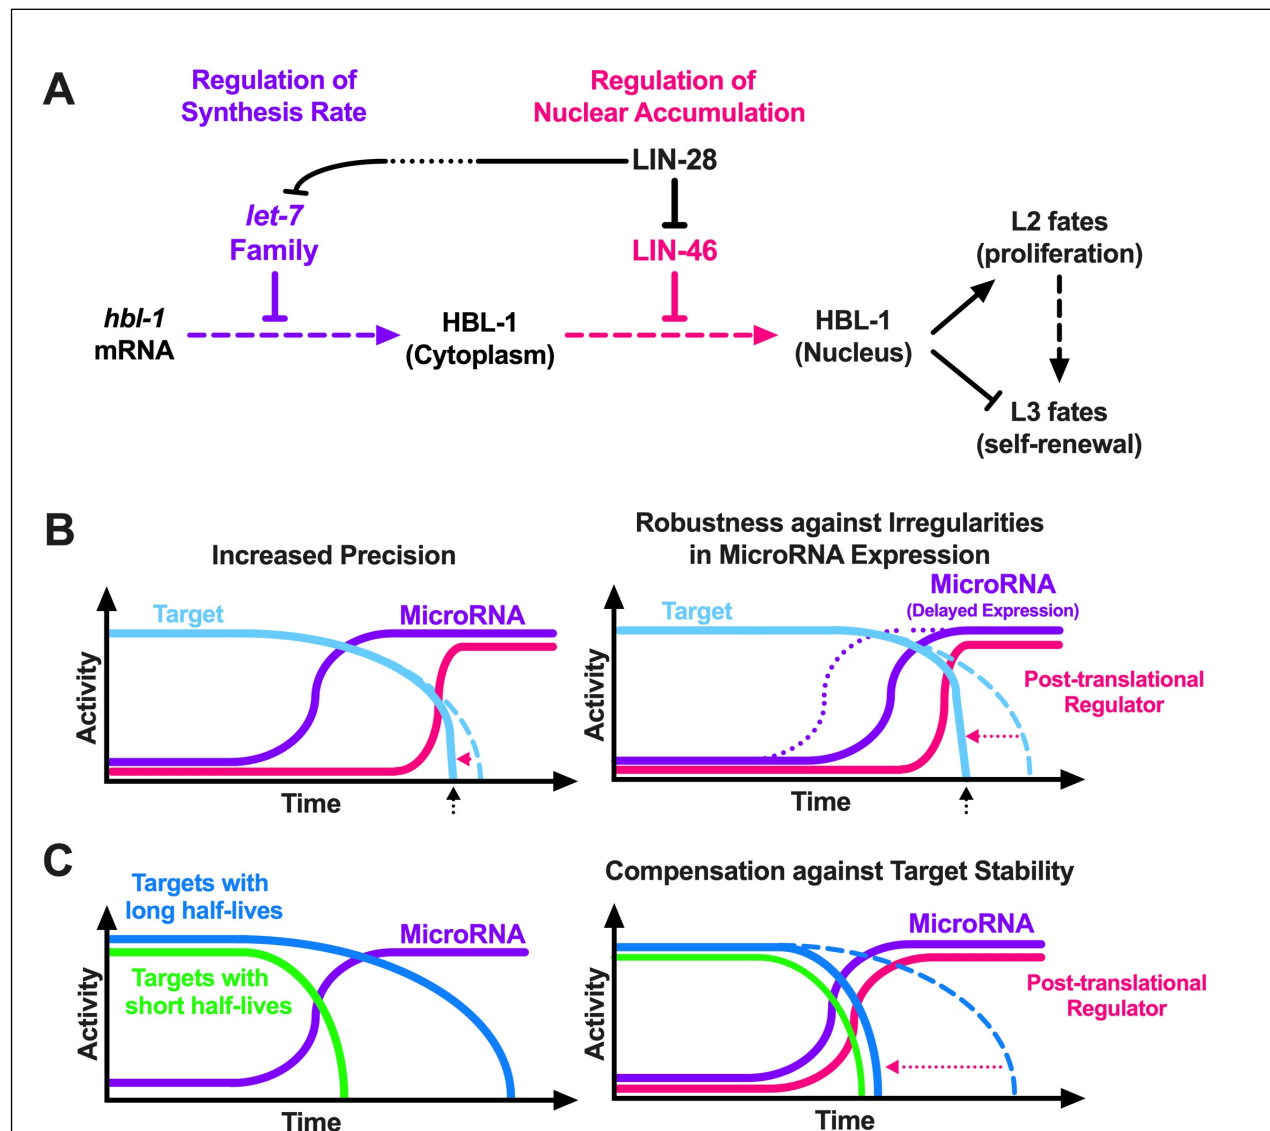 A
Regulation of
Synthesis Rate
Regulation of
Nuclear Accumulation
LIN-28
let-7
Family
LIN-46
L2 fates
(proliferation)
hbl-1
mRNA
HBL-1
(Cytoplasm)
HBL-1
(Nucleus)
L3 fates
(self-renewal)
B
Increased Precision
Target
MicroRNA
Activity
Time
Robustness against Irregularities
in MicroRNA Expression
MicroRNA
(Delayed Expression)
Target
Post-translational
Regulator
Activity
Time
C
Targets with
long half-lives
MicroRNA
Targets with
short half-lives
Activity
Time
Compensation against Target Stability
MicroRNA
Post-translational
Regulator
Activity
Time